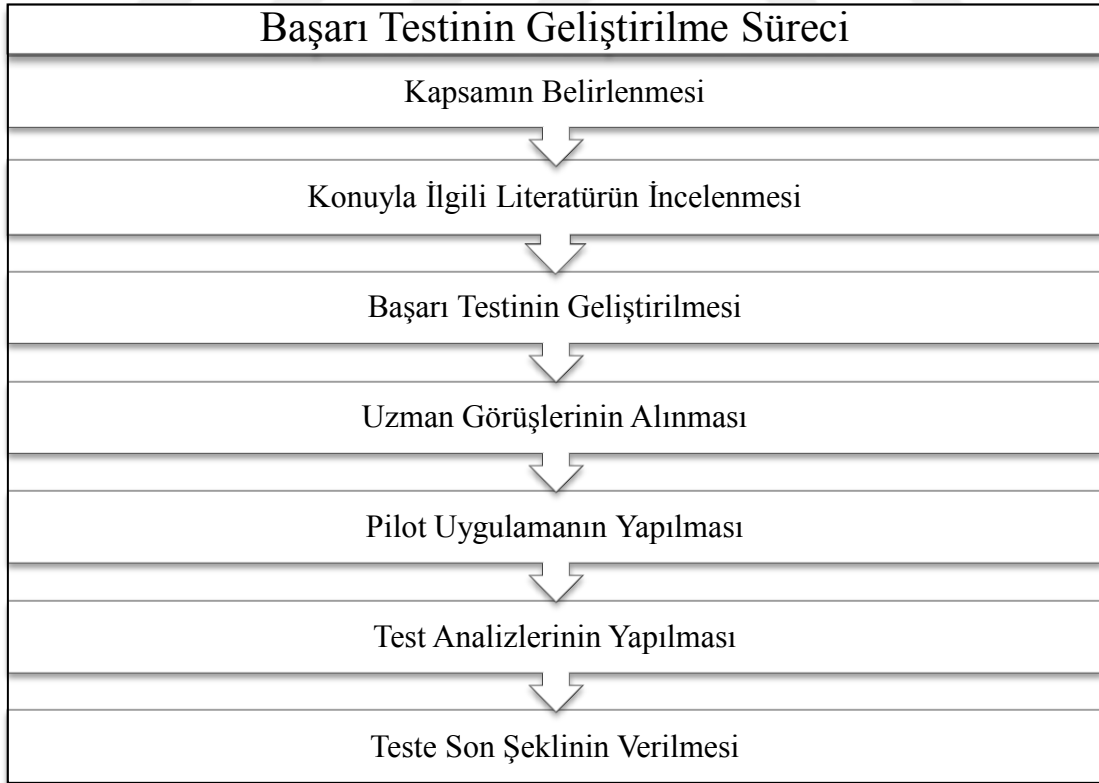 Başarı Testinin Geliştirilme Süreci
Kapsamın Belirlenmesi
Konuyla İlgili Literatürün İncelenmesi
Başarı Testinin Geliştirilmesi
Uzman Görüşlerinin Alınması
Pilot Uygulamanın Yapılması
Test Analizlerinin Yapılması
Teste Son Şeklinin Verilmesi